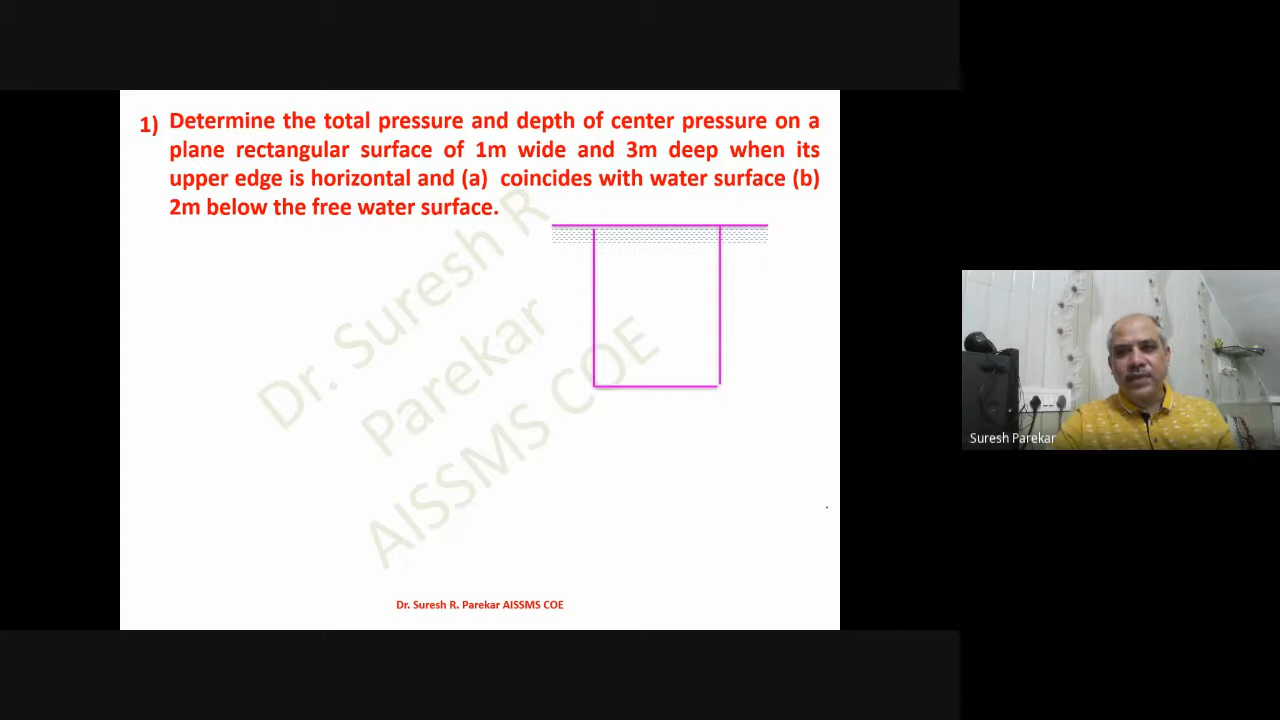 1) Determine the total pressure and depth of center pressure on a
plane rectangular surface of 1m wide and 3m deep when its
upper edge is horizontal and (a) coincides with water surface (b)
2m below the free water surface.
Dr. Suresh R
Parekar
AISSMS COE
Dr. Suresh R. Parekar AISSMS COE
Suresh Parekar